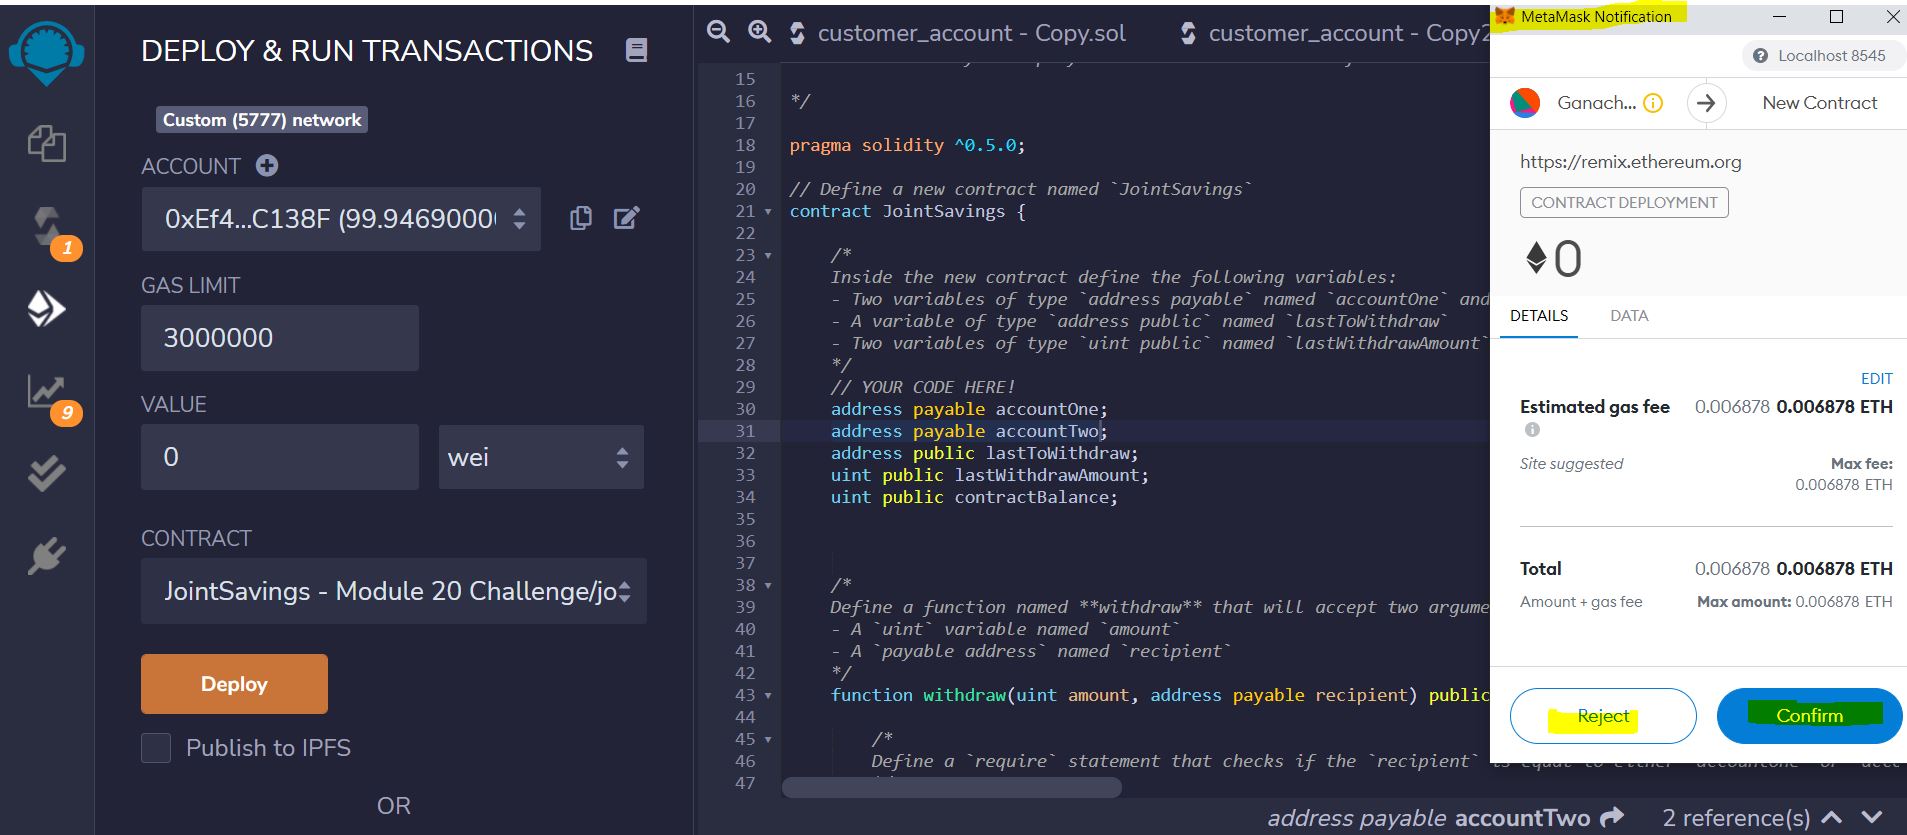 DEPLOY & RUN TRANSACTIONS
Custom (5777) network
ACCOUNT
0xEf4...C138F (99.94690000
GAS LIMIT
3000000
VALUE
0
wei
CONTRACT
JointSavings - Module 20 Challenge/jo
Deploy
Publish to IPFS
OR
1
9
customer_account - Copy.sol
customer_account - Copy2
15
16 */
17
18 pragma solidity ^0.5.0;
19
20 // Define a new contract named `JointSavings`
21 contract JointSavings {
22
23 /*
24 Inside the new contract define the following variables:
25 - Two variables of type `address payable` named `accountOne` and
26 - A variable of type `address public` named `lastToWithdraw`
27 - Two variables of type `uint public` named `lastWithdrawAmount`
28 */
29 // YOUR CODE HERE!
30 address payable accountOne;
31 address payable accountTwo;
32 address public lastToWithdraw;
33 uint public lastWithdrawAmount;
34 uint public contractBalance;
35
36
37
38 /*
39 Define a function named **withdraw** that will accept two argume
40 - A `uint` variable named `amount`
41 - A `payable address` named `recipient`
42 */
43 function withdraw(uint amount, address payable recipient) public
44
45 /*
46 Define a `require` statement that checks if the `recipient`
47
address payable accountTwo
2 reference(s)
MetaMask Notification
Localhost 8545
Ganach...
New Contract
https://remix.ethereum.org
CONTRACT DEPLOYMENT
0
DETAILS
DATA
EDIT
Estimated gas fee 0.006878 0.006878 ETH
Site suggested Max fee:
0.006878 ETH
Total 0.006878 0.006878 ETH
Amount + gas fee Max amount: 0.006878 ETH
Reject
Confirm